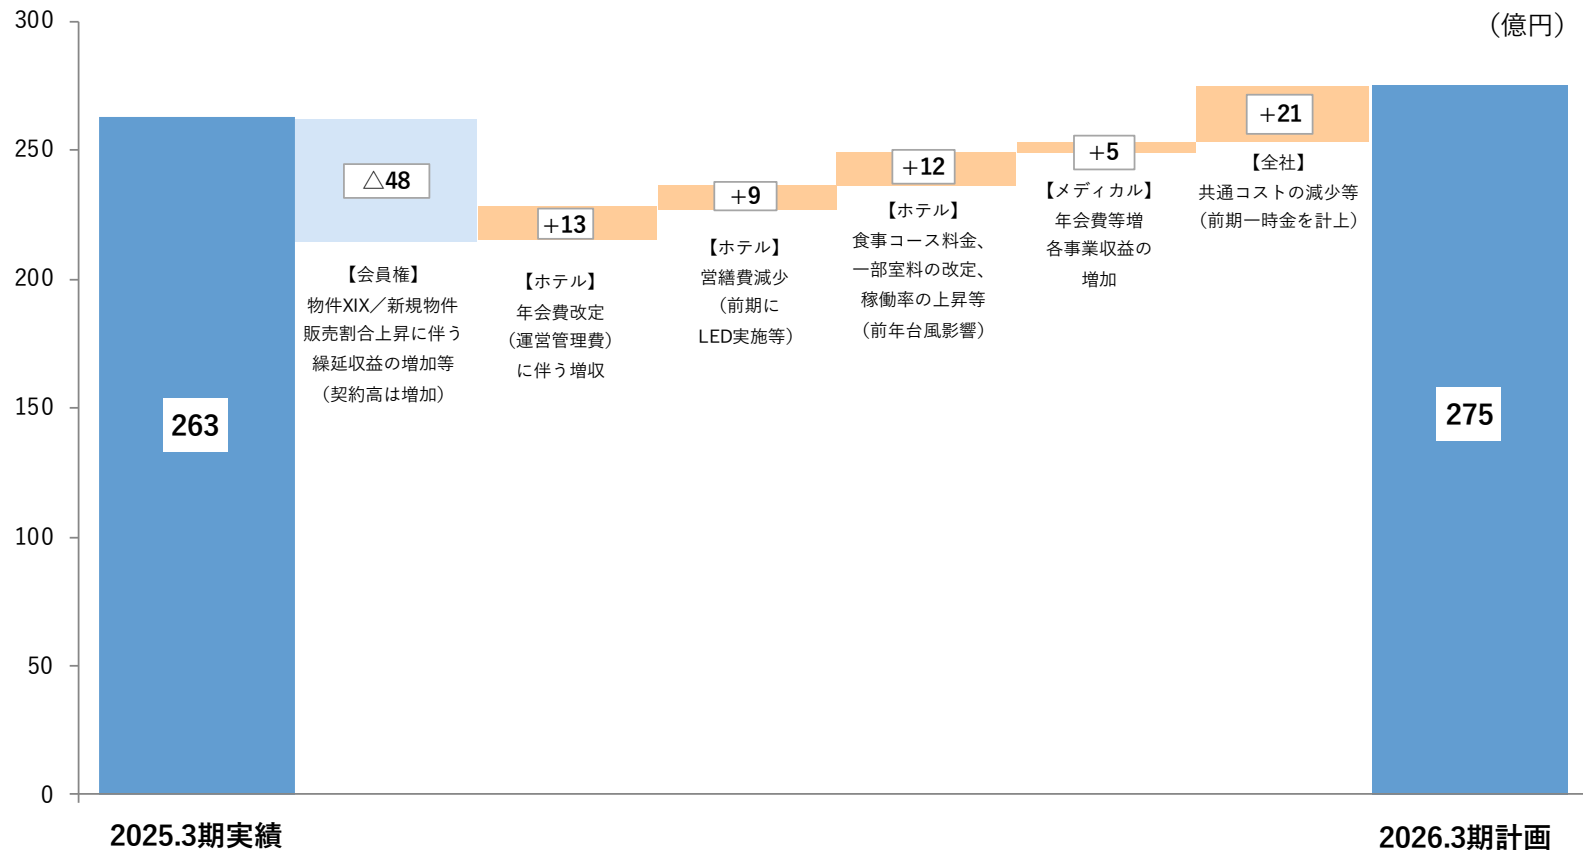 （億円）
300
250
200
150
100
50
0
263
△48
【会員権】
物件XIX／新規物件
販売割合上昇に伴う
繰延収益の増加等
（契約高は増加）
+13
【ホテル】
年会費改定
（運営管理費）
に伴う増収
+9
【ホテル】
営繕費減少
（前期に
LED実施等）
+12
【ホテル】
食事コース料金、
一部室料の改定、
稼働率の上昇等
（前年台風影響）
+5
【メディカル】
年会費等増
各事業収益の
増加
+21
【全社】
共通コストの減少等
（前期一時金を計上）
275
2025.3期実績
2026.3期計画